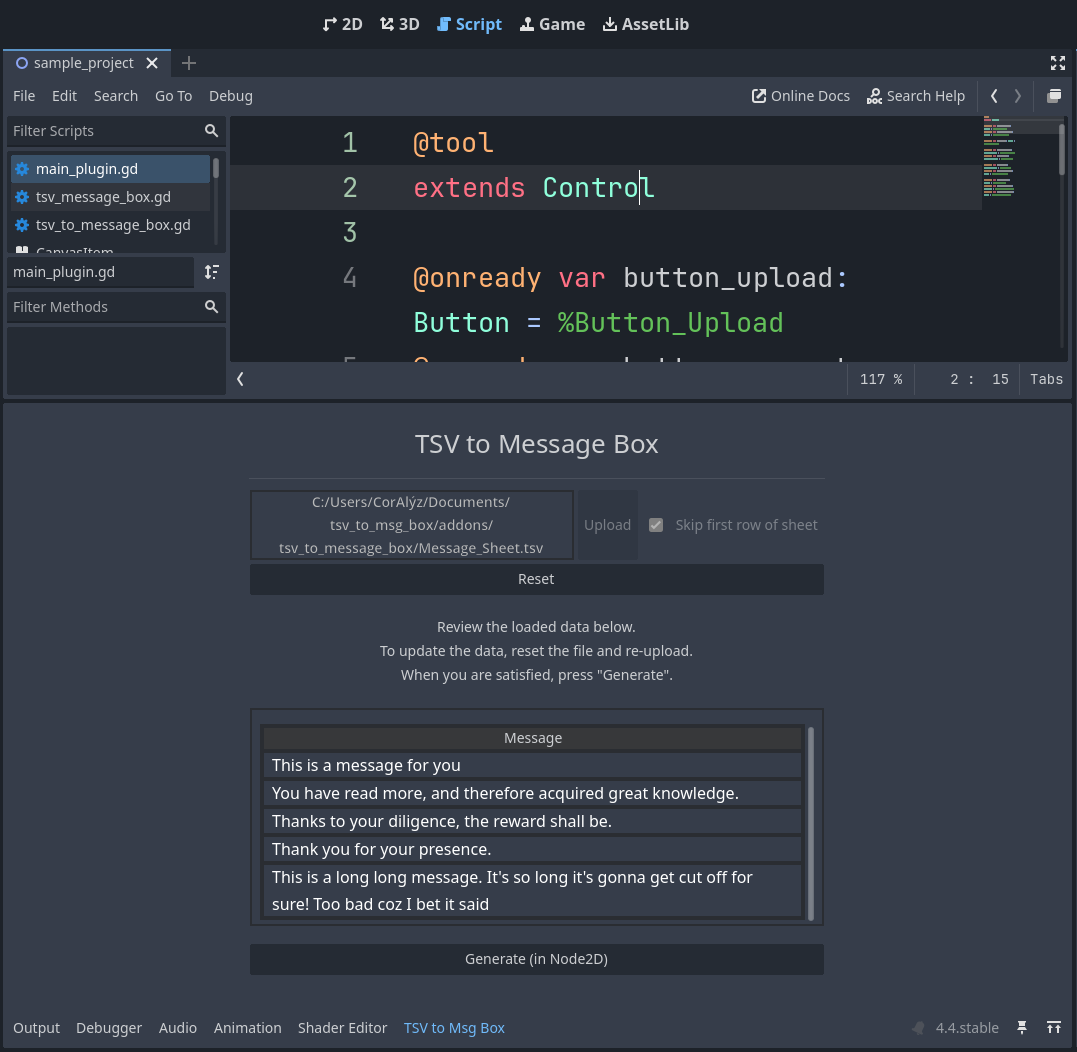 2D 3D Script Game AssetLib
sample_project
File Edit Search Go To Debug Online Docs Search Help
Filter Scripts
main_plugin.gd
tsv_message_box.gd
tsv_to_message_box.gd
CanvasItem
main_plugin.gd
Filter Methods
1 @tool
2 extends Control
3
4 @onready var button_upload:
Button = %Button_Upload
117 % 2 : 15 Tabs
TSV to Message Box
C:/Users/CorAlýz/Documents/
tsv_to_msg_box/addons/
tsv_to_message_box/Message_Sheet.tsv
Upload
Skip first row of sheet
Reset
Review the loaded data below.
To update the data, reset the file and re-upload.
When you are satisfied, press "Generate".
Message
This is a message for you
You have read more, and therefore acquired great knowledge.
Thanks to your diligence, the reward shall be.
Thank you for your presence.
This is a long long message. It's so long it's gonna get cut off for
sure! Too bad coz I bet it said
Generate (in Node2D)
Output Debugger Audio Animation Shader Editor TSV to Msg Box 4.4.stable